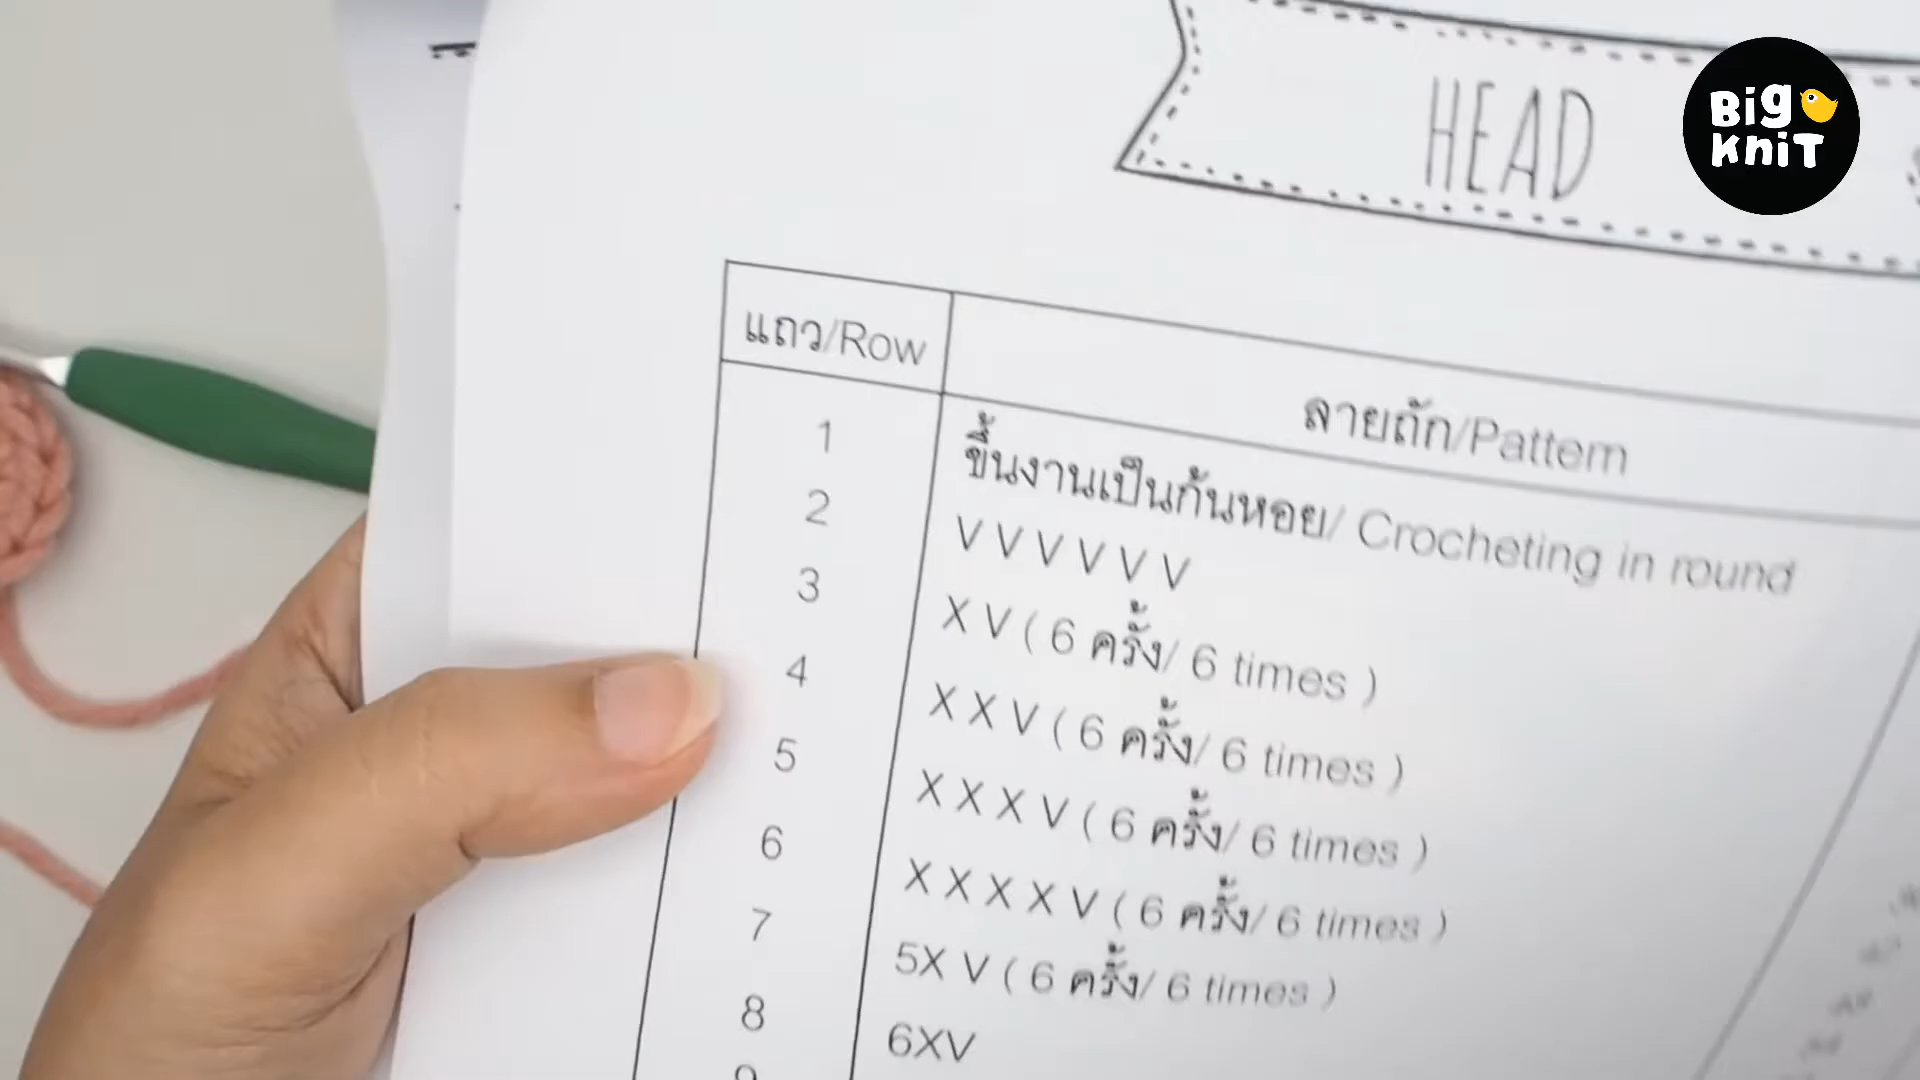 HEAD
Big
kniT
แถว/Row
ลายถัก/Pattern
1 ขึ้นงานเป็นก้นหอย/ Crocheting in round
2 V V V V V V
3 X V ( 6 ครั้ง/ 6 times )
4 X X V ( 6 ครั้ง/ 6 times )
5 X X X V ( 6 ครั้ง/ 6 times )
6 X X X X V ( 6 ครั้ง/ 6 times )
7 5X V ( 6 ครั้ง/ 6 times )
8 6XV
9